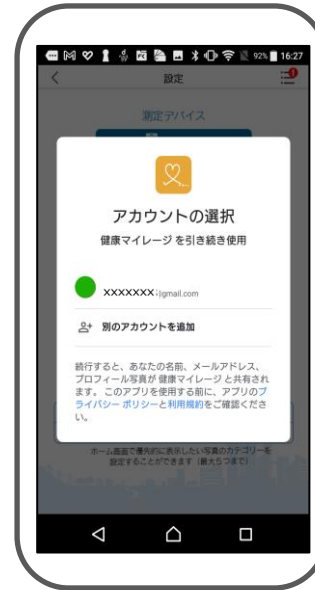 92% 16:27
設定
測定デバイス
アカウントの選択
健康マイレージ を引き続き使用
xxxxxxx gmail.com
別のアカウントを追加
続行すると、あなたの名前、メールアドレス、
プロフィール写真が 健康マイレージ と共有され
ます。このアプリを使用する前に、アプリのプ
ライバシー ポリシーと利用規約をご確認くださ
い。
ホーム画面で優先的に表示したい写真のカテゴリーを
設定することができます（最大5つまで）